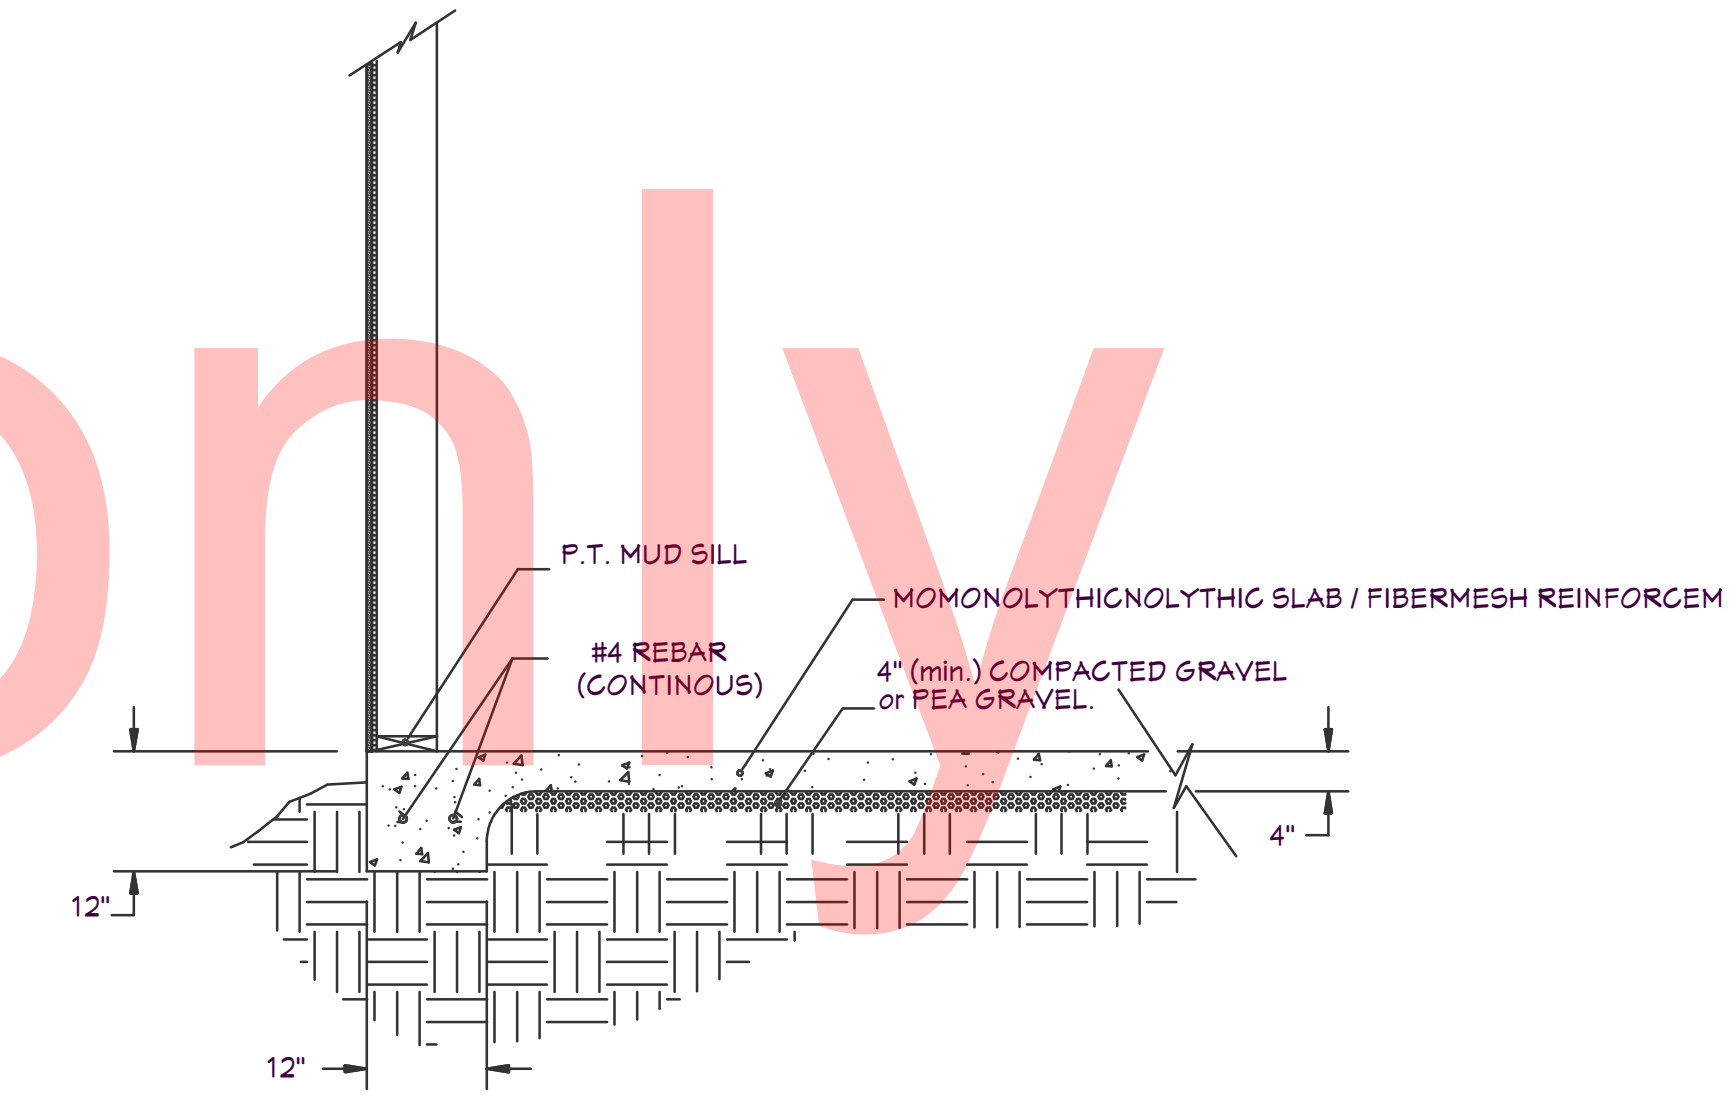 P.T. MUD SILL
MOMONOLYTHICNOLYTHIC SLAB / FIBERMESH REINFORCEM
#4 REBAR
(CONTINOUS)
4" (min.) COMPACTED GRAVEL
or PEA GRAVEL.
4"
12"
12"
only